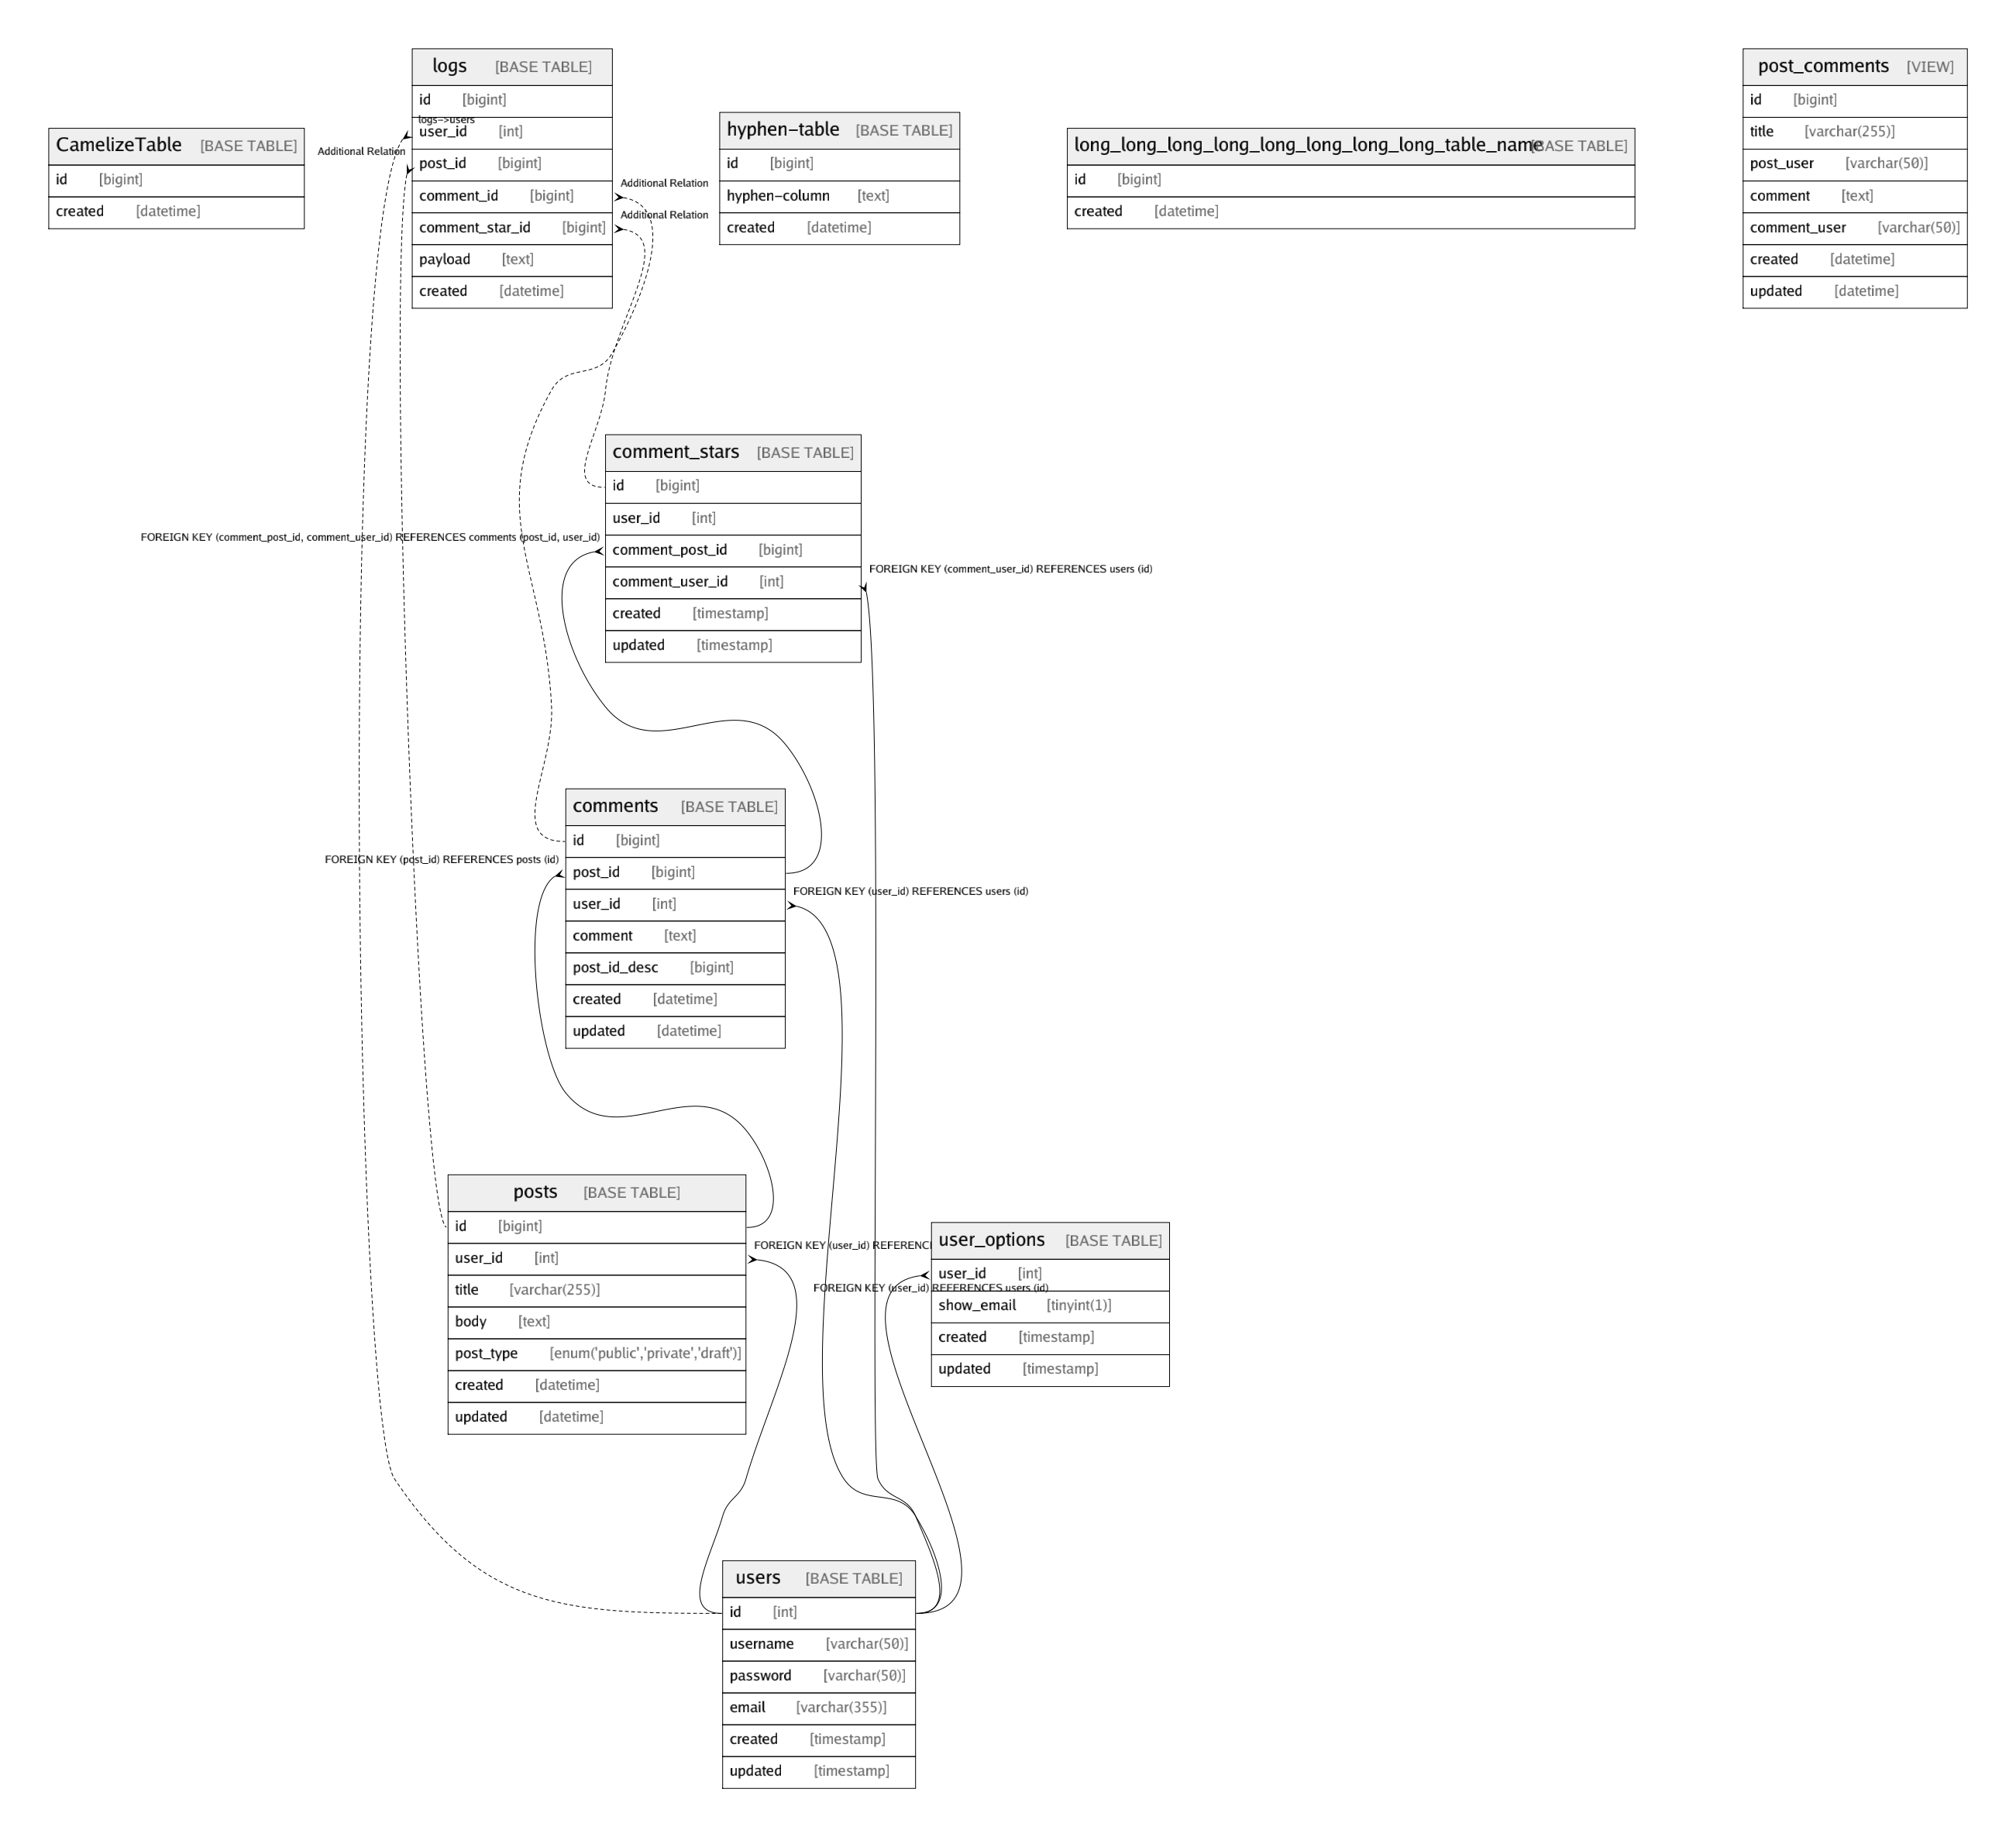 logs [BASE TABLE]
id [bigint]
logs->users
user_id [int]
Additional Relation
post_id [bigint]
Additional Relation
comment_id [bigint]
Additional Relation
comment_star_id [bigint]
payload [text]
created [datetime]
CamelizeTable [BASE TABLE]
id [bigint]
created [datetime]
hyphen-table [BASE TABLE]
id [bigint]
hyphen-column [text]
created [datetime]
long_long_long_long_long_long_long_long_table_name [BASE TABLE]
id [bigint]
created [datetime]
post_comments [VIEW]
id [bigint]
title [varchar(255)]
post_user [varchar(50)]
comment [text]
comment_user [varchar(50)]
created [datetime]
updated [datetime]
comment_stars [BASE TABLE]
id [bigint]
user_id [int]
FOREIGN KEY (comment_post_id, comment_user_id) REFERENCES comments (post_id, user_id)
comment_post_id [bigint]
FOREIGN KEY (comment_user_id) REFERENCES users (id)
comment_user_id [int]
created [timestamp]
updated [timestamp]
comments [BASE TABLE]
id [bigint]
FOREIGN KEY (post_id) REFERENCES posts (id)
post_id [bigint]
FOREIGN KEY (user_id) REFERENCES users (id)
user_id [int]
comment [text]
post_id_desc [bigint]
created [datetime]
updated [datetime]
posts [BASE TABLE]
id [bigint]
FOREIGN KEY (user_id)
user_id [int]
title [varchar(255)]
body [text]
post_type [enum('public','private','draft')]
created [datetime]
updated [datetime]
user_options [BASE TABLE]
user_id [int]
FOREIGN KEY (user_id) REFERENCES users (id)
show_email [tinyint(1)]
created [timestamp]
updated [timestamp]
users [BASE TABLE]
id [int]
username [varchar(50)]
password [varchar(50)]
email [varchar(355)]
created [timestamp]
updated [timestamp]